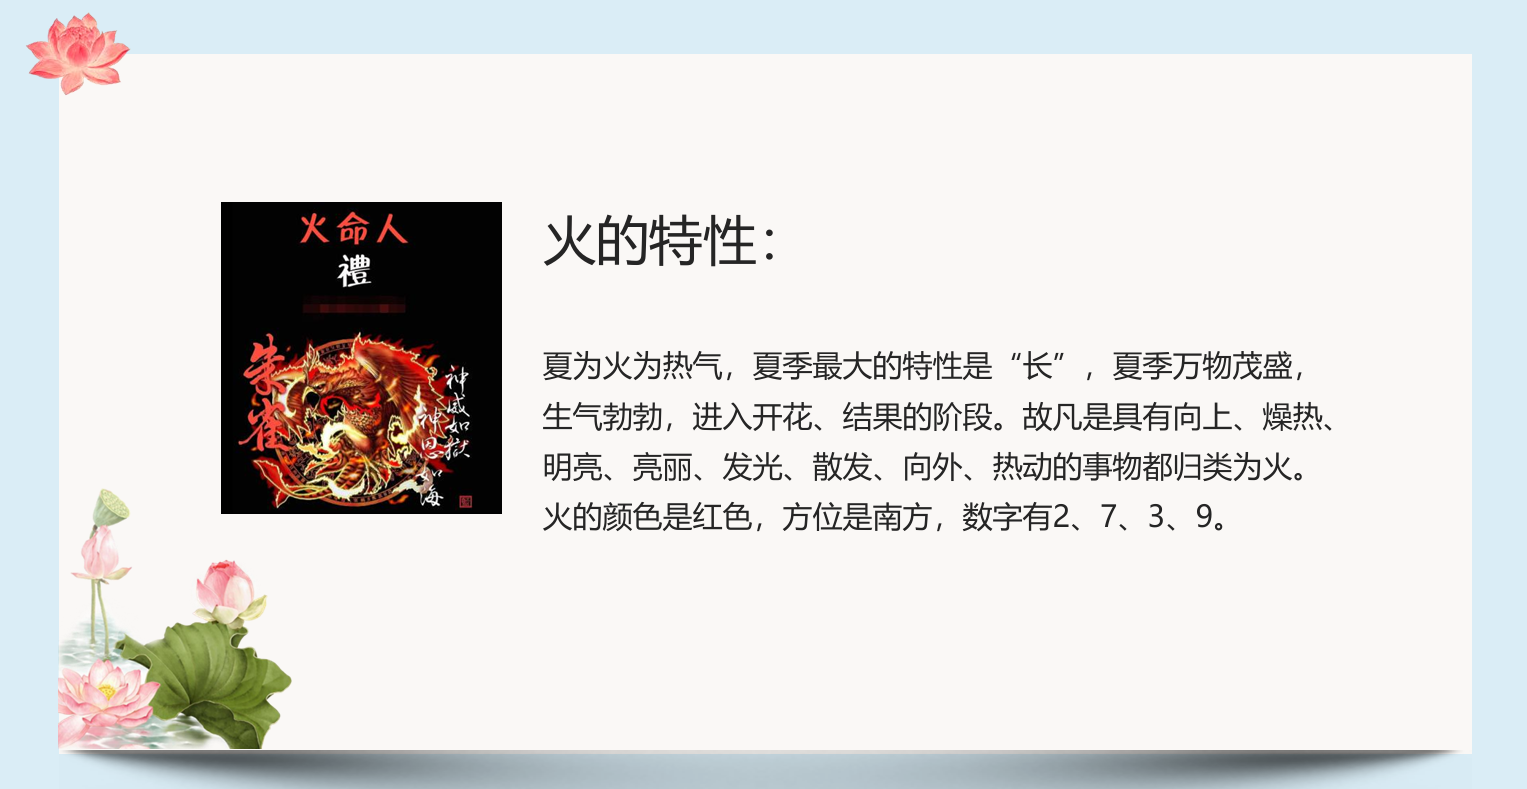 火命人
禮
朱雀
神威如獄
神恩如海
火的特性：
夏为火为热气，夏季最大的特性是“长”，夏季万物茂盛，
生气勃勃，进入开花、结果的阶段。故凡是具有向上、燥热、
明亮、亮丽、发光、散发、向外、热动的事物都归类为火。
火的颜色是红色，方位是南方，数字有2、7、3、9。